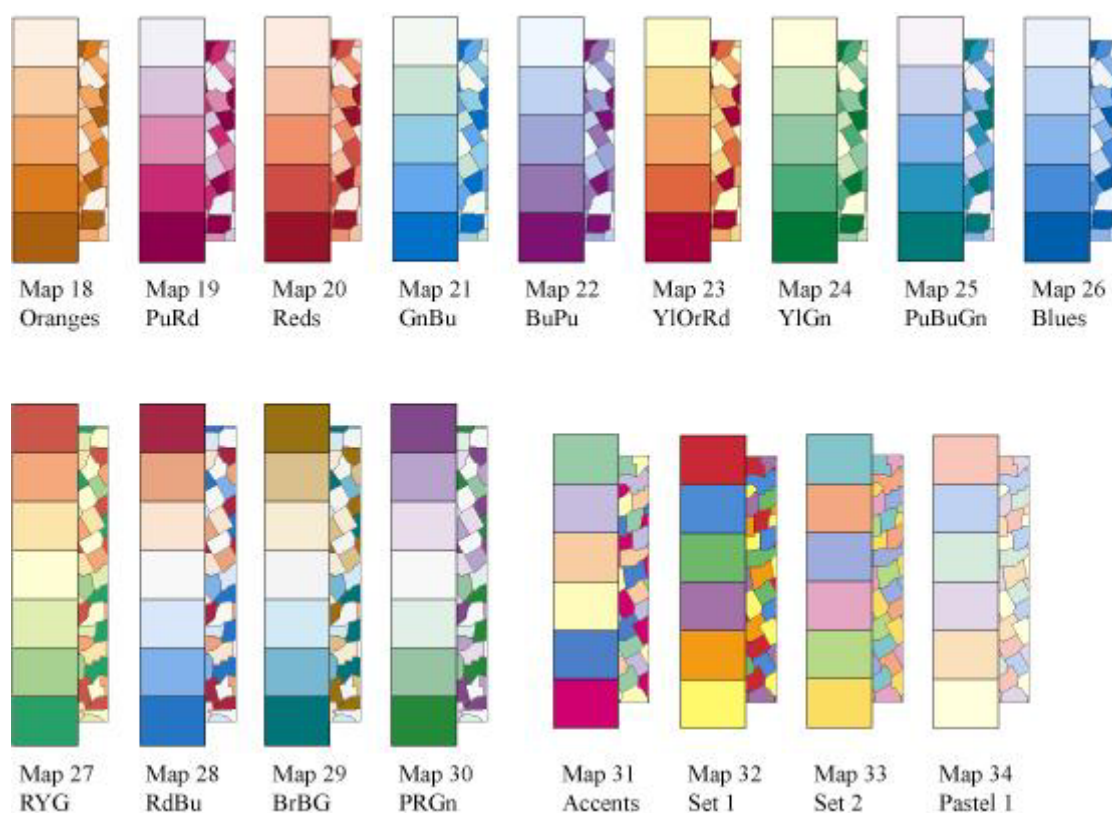 Map 18 Map 19 Map 20 Map 21 Map 22 Map 23 Map 24 Map 25 Map 26
Oranges PuRd Reds GnBu BuPu YlOrRd YlGn PuBuGn Blues
Map 27 Map 28 Map 29 Map 30 Map 31 Map 32 Map 33 Map 34
RYG RdBu BrBG PRGn Accents Set 1 Set 2 Pastel 1